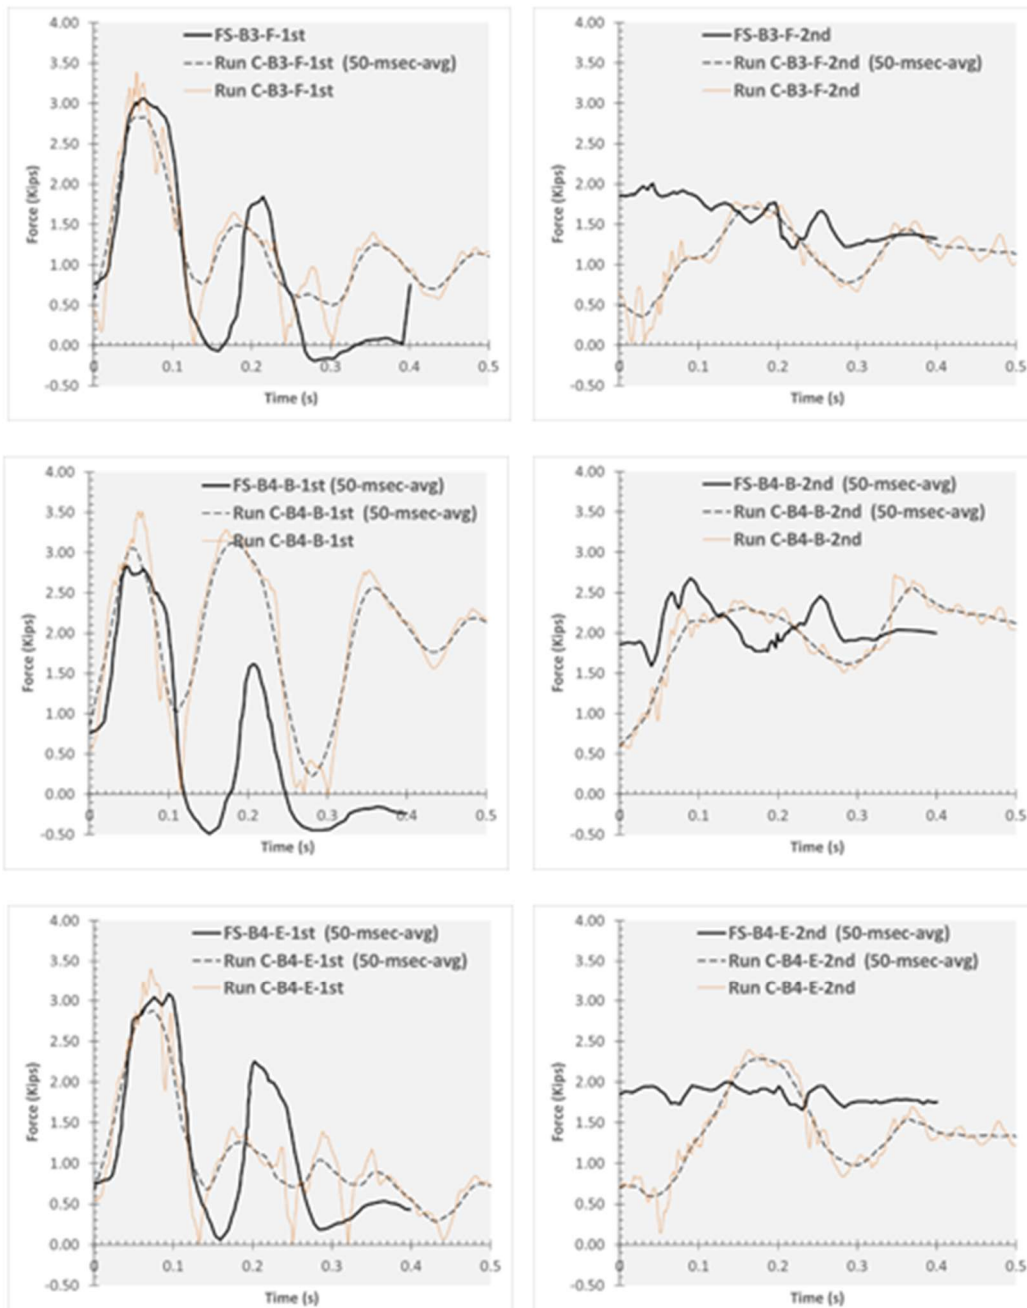 4.00
3.50
3.00
2.50
2.00
1.50
1.00
0.50
0.00
-0.50
Force (Kips)
FS-B3-F-1st
Run C-B3-F-1st (50-msec-avg)
Run C-B3-F-1st
0 0.1 0.2 0.3 0.4 0.5
Time (s)
4.00
3.50
3.00
2.50
2.00
1.50
1.00
0.50
0.00
-0.50
Force (Kips)
FS-B3-F-2nd
Run C-B3-F-2nd (50-msec-avg)
Run C-B3-F-2nd
0 0.1 0.2 0.3 0.4 0.5
Time (s)
4.00
3.50
3.00
2.50
2.00
1.50
1.00
0.50
0.00
-0.50
Force (Kips)
FS-B4-B-1st (50-msec-avg)
Run C-B4-B-1st (50-msec-avg)
Run C-B4-B-1st
0 0.1 0.2 0.3 0.4 0.5
Time (s)
4.00
3.50
3.00
2.50
2.00
1.50
1.00
0.50
0.00
-0.50
Force (Kips)
FS-B4-B-2nd (50-msec-avg)
Run C-B4-B-2nd (50-msec-avg)
Run C-B4-B-2nd
0 0.1 0.2 0.3 0.4 0.5
Time (s)
4.00
3.50
3.00
2.50
2.00
1.50
1.00
0.50
0.00
-0.50
Force (Kips)
FS-B4-E-1st (50-msec-avg)
Run C-B4-E-1st (50-msec-avg)
Run C-B4-E-1st
0 0.1 0.2 0.3 0.4 0.5
Time (s)
4.00
3.50
3.00
2.50
2.00
1.50
1.00
0.50
0.00
-0.50
Force (Kips)
FS-B4-E-2nd (50-msec-avg)
Run C-B4-E-2nd (50-msec-avg)
Run C-B4-E-2nd
0 0.1 0.2 0.3 0.4 0.5
Time (s)